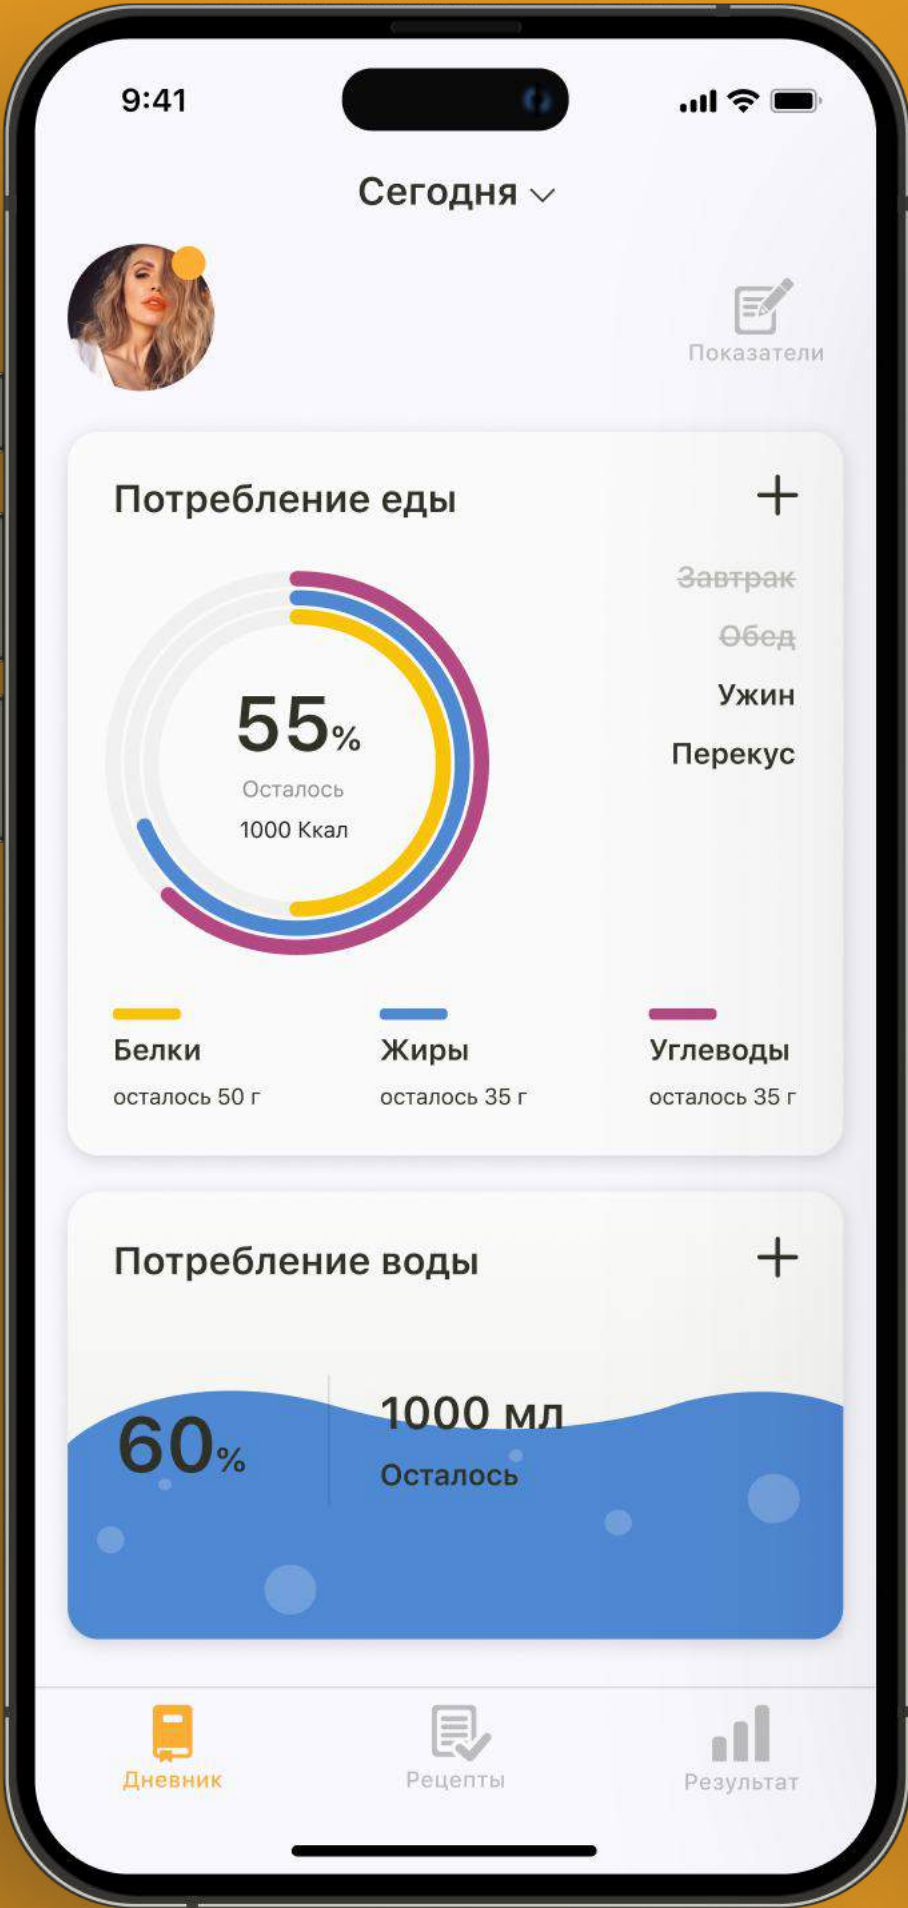 9:41
Сегодня
Показатели
Потребление еды
Завтрак
Обед
Ужин
Перекус
55%
Осталось
1000 Ккал
Белки
осталось 50 г
Жиры
осталось 35 г
Углеводы
осталось 35 г
Потребление воды
60%
1000 мл
Осталось
Дневник
Рецепты
Результат